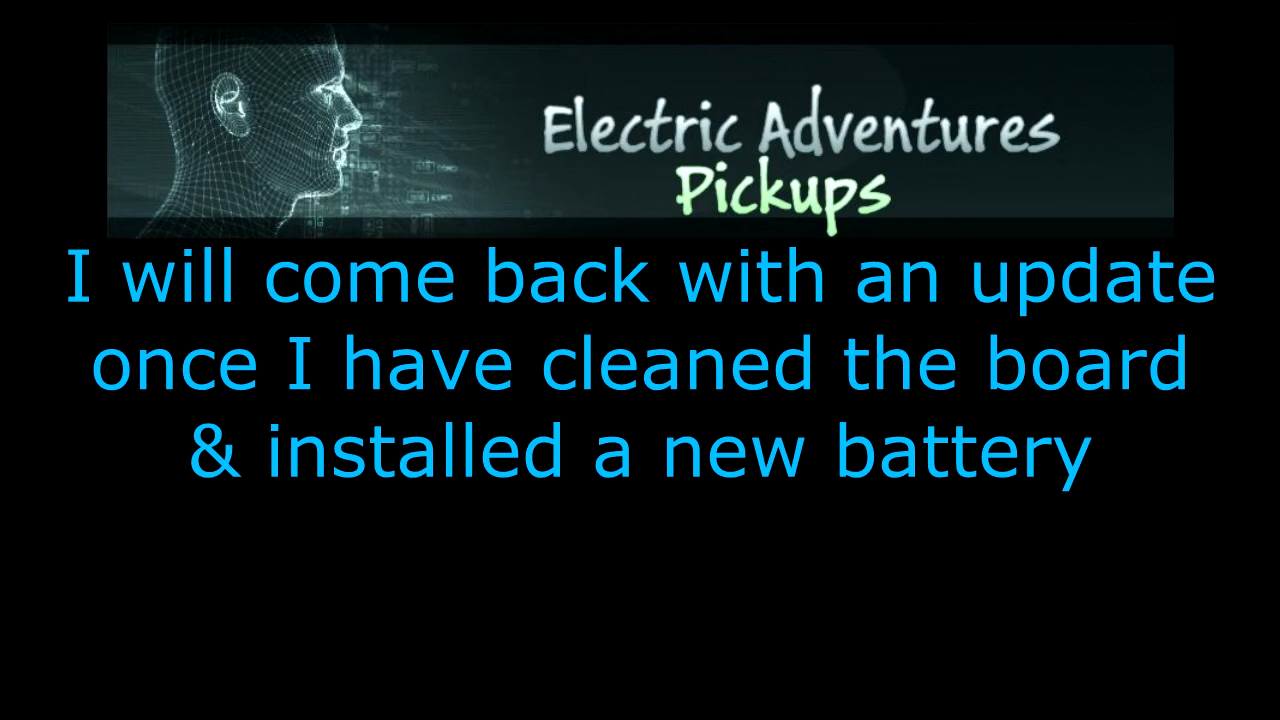 Electric Adventures
Pickups
I will come back with an update
once I have cleaned the board
& installed a new battery